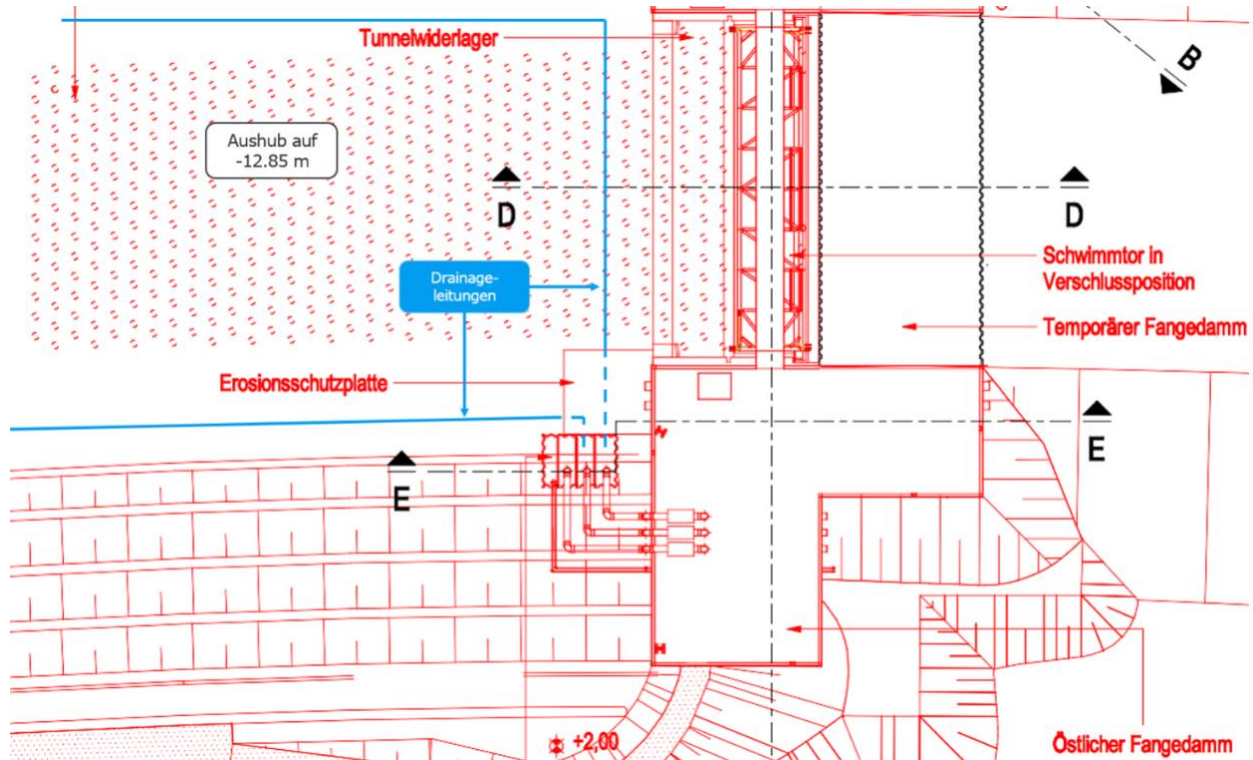 Tunnelwiderlager
B
Aushub auf
-12.85 m
D
D
Drainage-
leitungen
Schwimmtor in
Verschlussposition
Temporärer Fangedamm
Erosionsschutzplatte
E
E
+2,00
Östlicher Fangedamm